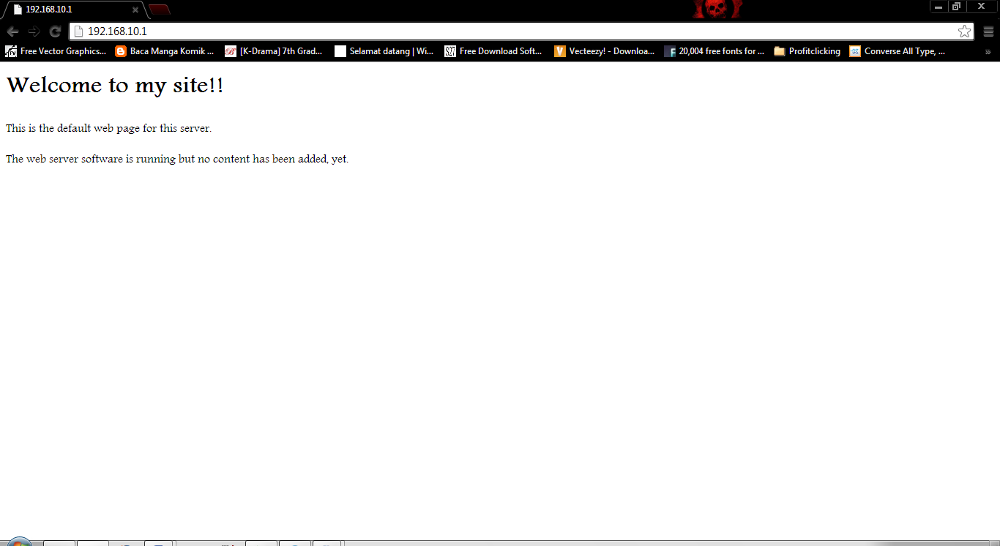 192.168.10.1
192.168.10.1
Free Vector Graphics... Baca Manga Komik ... [K-Drama] 7th Grad... Selamat datang | Wi... S27 Free Download Soft... Vecteezy! - Downloa... 20,004 free fonts for ... Profitclicking Converse All Type, ... »
Welcome to my site!!
This is the default web page for this server.
The web server software is running but no content has been added, yet.